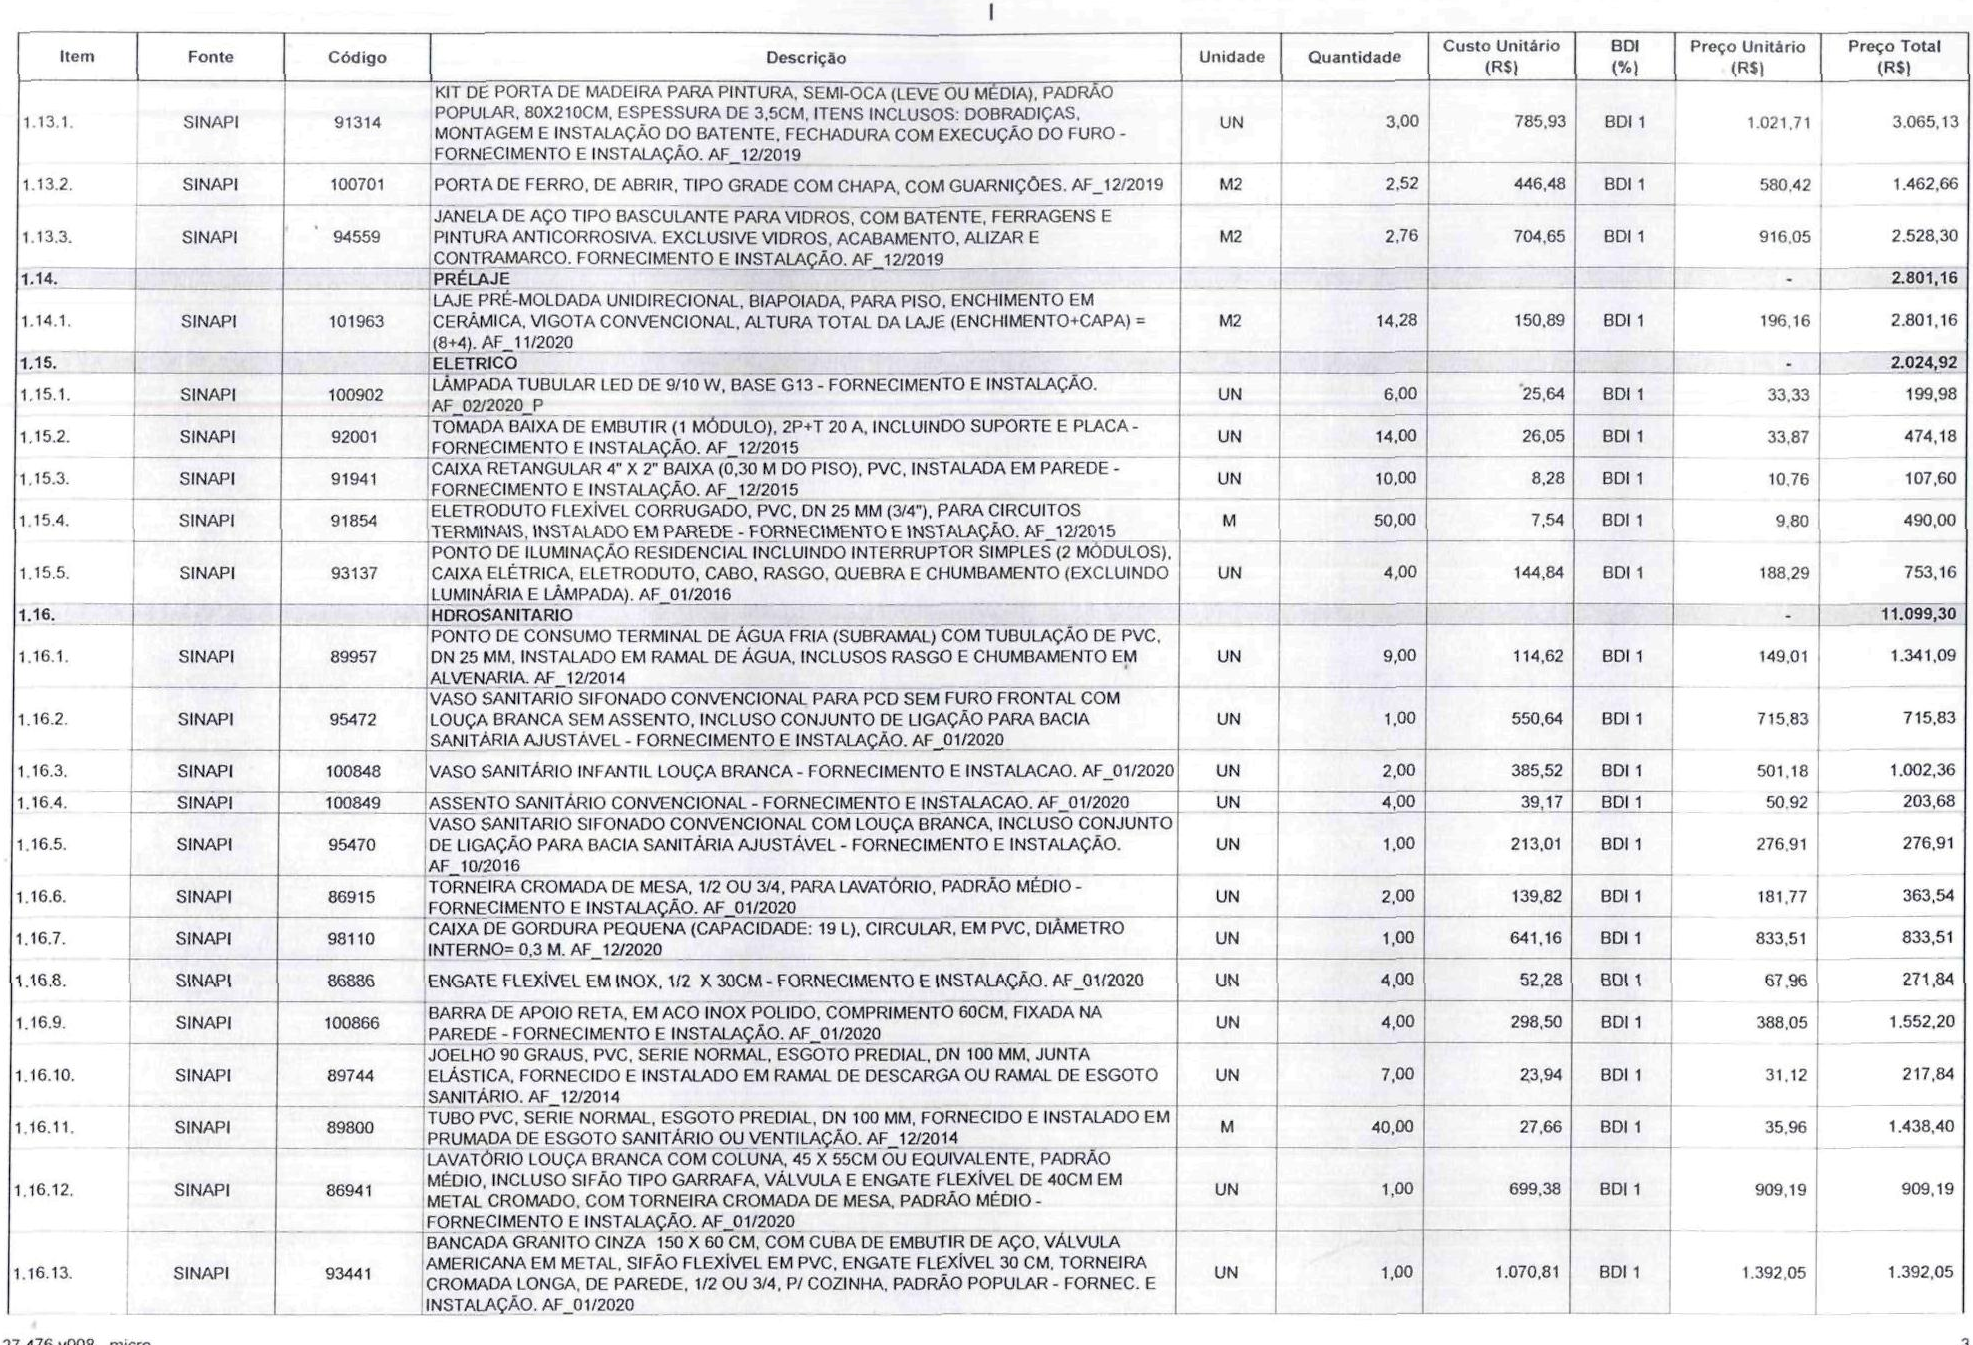 Item Fonte Código Descrição Unidade Quantidade Custo Unitário (R$) BDI (%) Preço Unitário (R$) Preço Total (R$)
1.13.1. SINAPI 91314 KIT DE PORTA DE MADEIRA PARA PINTURA, SEMI-OCA (LEVE OU MÉDIA), PADRÃO
POPULAR, 80X210CM, ESPESSURA DE 3,5CM, ITENS INCLUSOS: DOBRADIÇAS,
MONTAGEM E INSTALAÇÃO DO BATENTE, FECHADURA COM EXECUÇÃO DO FURO -
FORNECIMENTO E INSTALAÇÃO. AF_12/2019 UN 3,00 785,93 BDI 1 1.021,71 3.065,13
1.13.2. SINAPI 100701 PORTA DE FERRO, DE ABRIR, TIPO GRADE COM CHAPA, COM GUARNIÇÕES. AF_12/2019 M2 2,52 446,48 BDI 1 580,42 1.462,66
1.13.3. SINAPI 94559 JANELA DE AÇO TIPO BASCULANTE PARA VIDROS, COM BATENTE, FERRAGENS E
PINTURA ANTICORROSIVA. EXCLUSIVE VIDROS, ACABAMENTO, ALIZAR E
CONTRAMARCO. FORNECIMENTO E INSTALAÇÃO. AF_12/2019 M2 2,76 704,65 BDI 1 916,05 2.528,30
1.14. PRÉLAJE - 2.801,16
1.14.1. SINAPI 101963 LAJE PRÉ-MOLDADA UNIDIRECIONAL, BIAPOIADA, PARA PISO, ENCHIMENTO EM
CERÂMICA, VIGOTA CONVENCIONAL, ALTURA TOTAL DA LAJE (ENCHIMENTO+CAPA) =
(8+4). AF_11/2020 M2 14,28 150,89 BDI 1 196,16 2.801,16
1.15. ELETRICO - 2.024,92
1.15.1. SINAPI 100902 LÂMPADA TUBULAR LED DE 9/10 W, BASE G13 - FORNECIMENTO E INSTALAÇÃO.
AF_02/2020_P UN 6,00 25,64 BDI 1 33,33 199,98
1.15.2. SINAPI 92001 TOMADA BAIXA DE EMBUTIR (1 MÓDULO), 2P+T 20 A, INCLUINDO SUPORTE E PLACA -
FORNECIMENTO E INSTALAÇÃO. AF_12/2015 UN 14,00 26,05 BDI 1 33,87 474,18
1.15.3. SINAPI 91941 CAIXA RETANGULAR 4" X 2" BAIXA (0,30 M DO PISO), PVC, INSTALADA EM PAREDE -
FORNECIMENTO E INSTALAÇÃO. AF_12/2015 UN 10,00 8,28 BDI 1 10,76 107,60
1.15.4. SINAPI 91854 ELETRODUTO FLEXÍVEL CORRUGADO, PVC, DN 25 MM (3/4"), PARA CIRCUITOS
TERMINAIS, INSTALADO EM PAREDE - FORNECIMENTO E INSTALAÇÃO. AF_12/2015 M 50,00 7,54 BDI 1 9,80 490,00
1.15.5. SINAPI 93137 PONTO DE ILUMINAÇÃO RESIDENCIAL INCLUINDO INTERRUPTOR SIMPLES (2 MÓDULOS),
CAIXA ELÉTRICA, ELETRODUTO, CABO, RASGO, QUEBRA E CHUMBAMENTO (EXCLUINDO
LUMINÁRIA E LÂMPADA). AF_01/2016 UN 4,00 144,84 BDI 1 188,29 753,16
1.16. HDROSANITARIO - 11.099,30
1.16.1. SINAPI 89957 PONTO DE CONSUMO TERMINAL DE ÁGUA FRIA (SUBRAMAL) COM TUBULAÇÃO DE PVC,
DN 25 MM, INSTALADO EM RAMAL DE ÁGUA, INCLUSOS RASGO E CHUMBAMENTO EM
ALVENARIA. AF_12/2014 UN 9,00 114,62 BDI 1 149,01 1.341,09
1.16.2. SINAPI 95472 VASO SANITARIO SIFONADO CONVENCIONAL PARA PCD SEM FURO FRONTAL COM
LOUÇA BRANCA SEM ASSENTO, INCLUSO CONJUNTO DE LIGAÇÃO PARA BACIA
SANITÁRIA AJUSTÁVEL - FORNECIMENTO E INSTALAÇÃO. AF_01/2020 UN 1,00 550,64 BDI 1 715,83 715,83
1.16.3. SINAPI 100848 VASO SANITÁRIO INFANTIL LOUÇA BRANCA - FORNECIMENTO E INSTALACAO. AF_01/2020 UN 2,00 385,52 BDI 1 501,18 1.002,36
1.16.4. SINAPI 100849 ASSENTO SANITÁRIO CONVENCIONAL - FORNECIMENTO E INSTALACAO. AF_01/2020 UN 4,00 39,17 BDI 1 50,92 203,68
1.16.5. SINAPI 95470 VASO SANITARIO SIFONADO CONVENCIONAL COM LOUÇA BRANCA, INCLUSO CONJUNTO
DE LIGAÇÃO PARA BACIA SANITÁRIA AJUSTÁVEL - FORNECIMENTO E INSTALAÇÃO.
AF_10/2016 UN 1,00 213,01 BDI 1 276,91 276,91
1.16.6. SINAPI 86915 TORNEIRA CROMADA DE MESA, 1/2 OU 3/4, PARA LAVATÓRIO, PADRÃO MÉDIO -
FORNECIMENTO E INSTALAÇÃO. AF_01/2020 UN 2,00 139,82 BDI 1 181,77 363,54
1.16.7. SINAPI 98110 CAIXA DE GORDURA PEQUENA (CAPACIDADE: 19 L), CIRCULAR, EM PVC, DIÂMETRO
INTERNO= 0,3 M. AF_12/2020 UN 1,00 641,16 BDI 1 833,51 833,51
1.16.8. SINAPI 86886 ENGATE FLEXÍVEL EM INOX, 1/2 X 30CM - FORNECIMENTO E INSTALAÇÃO. AF_01/2020 UN 4,00 52,28 BDI 1 67,96 271,84
1.16.9. SINAPI 100866 BARRA DE APOIO RETA, EM ACO INOX POLIDO, COMPRIMENTO 60CM, FIXADA NA
PAREDE - FORNECIMENTO E INSTALAÇÃO. AF_01/2020 UN 4,00 298,50 BDI 1 388,05 1.552,20
1.16.10. SINAPI 89744 JOELHO 90 GRAUS, PVC, SERIE NORMAL, ESGOTO PREDIAL, DN 100 MM, JUNTA
ELÁSTICA, FORNECIDO E INSTALADO EM RAMAL DE DESCARGA OU RAMAL DE ESGOTO
SANITÁRIO. AF_12/2014 UN 7,00 23,94 BDI 1 31,12 217,84
1.16.11. SINAPI 89800 TUBO PVC, SERIE NORMAL, ESGOTO PREDIAL, DN 100 MM, FORNECIDO E INSTALADO EM
PRUMADA DE ESGOTO SANITÁRIO OU VENTILAÇÃO. AF_12/2014 M 40,00 27,66 BDI 1 35,96 1.438,40
1.16.12. SINAPI 86941 LAVATÓRIO LOUÇA BRANCA COM COLUNA, 45 X 55CM OU EQUIVALENTE, PADRÃO
MÉDIO, INCLUSO SIFÃO TIPO GARRAFA, VÁLVULA E ENGATE FLEXÍVEL DE 40CM EM
METAL CROMADO, COM TORNEIRA CROMADA DE MESA, PADRÃO MÉDIO -
FORNECIMENTO E INSTALAÇÃO. AF_01/2020 UN 1,00 699,38 BDI 1 909,19 909,19
1.16.13. SINAPI 93441 BANCADA GRANITO CINZA 150 X 60 CM, COM CUBA DE EMBUTIR DE AÇO, VÁLVULA
AMERICANA EM METAL, SIFÃO FLEXÍVEL EM PVC, ENGATE FLEXÍVEL 30 CM, TORNEIRA
CROMADA LONGA, DE PAREDE, 1/2 OU 3/4, P/ COZINHA, PADRÃO POPULAR - FORNEC. E
INSTALAÇÃO. AF_01/2020 UN 1,00 1.070,81 BDI 1 1.392,05 1.392,05